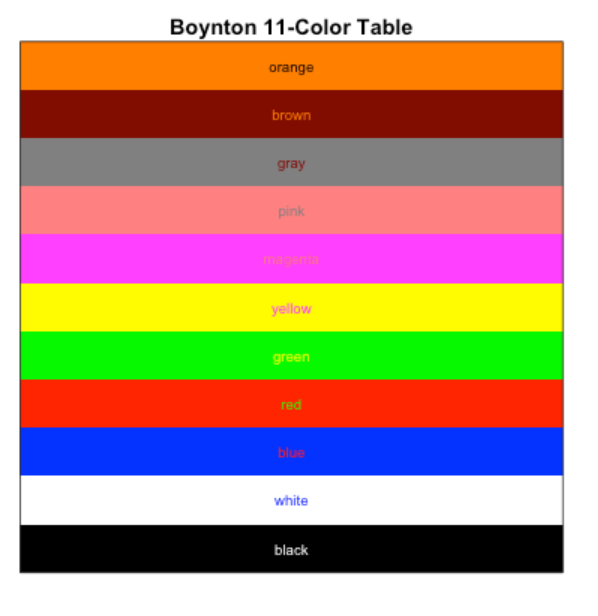 Boynton 11-Color Table
orange
brown
gray
pink
magenta
yellow
green
red
blue
white
black